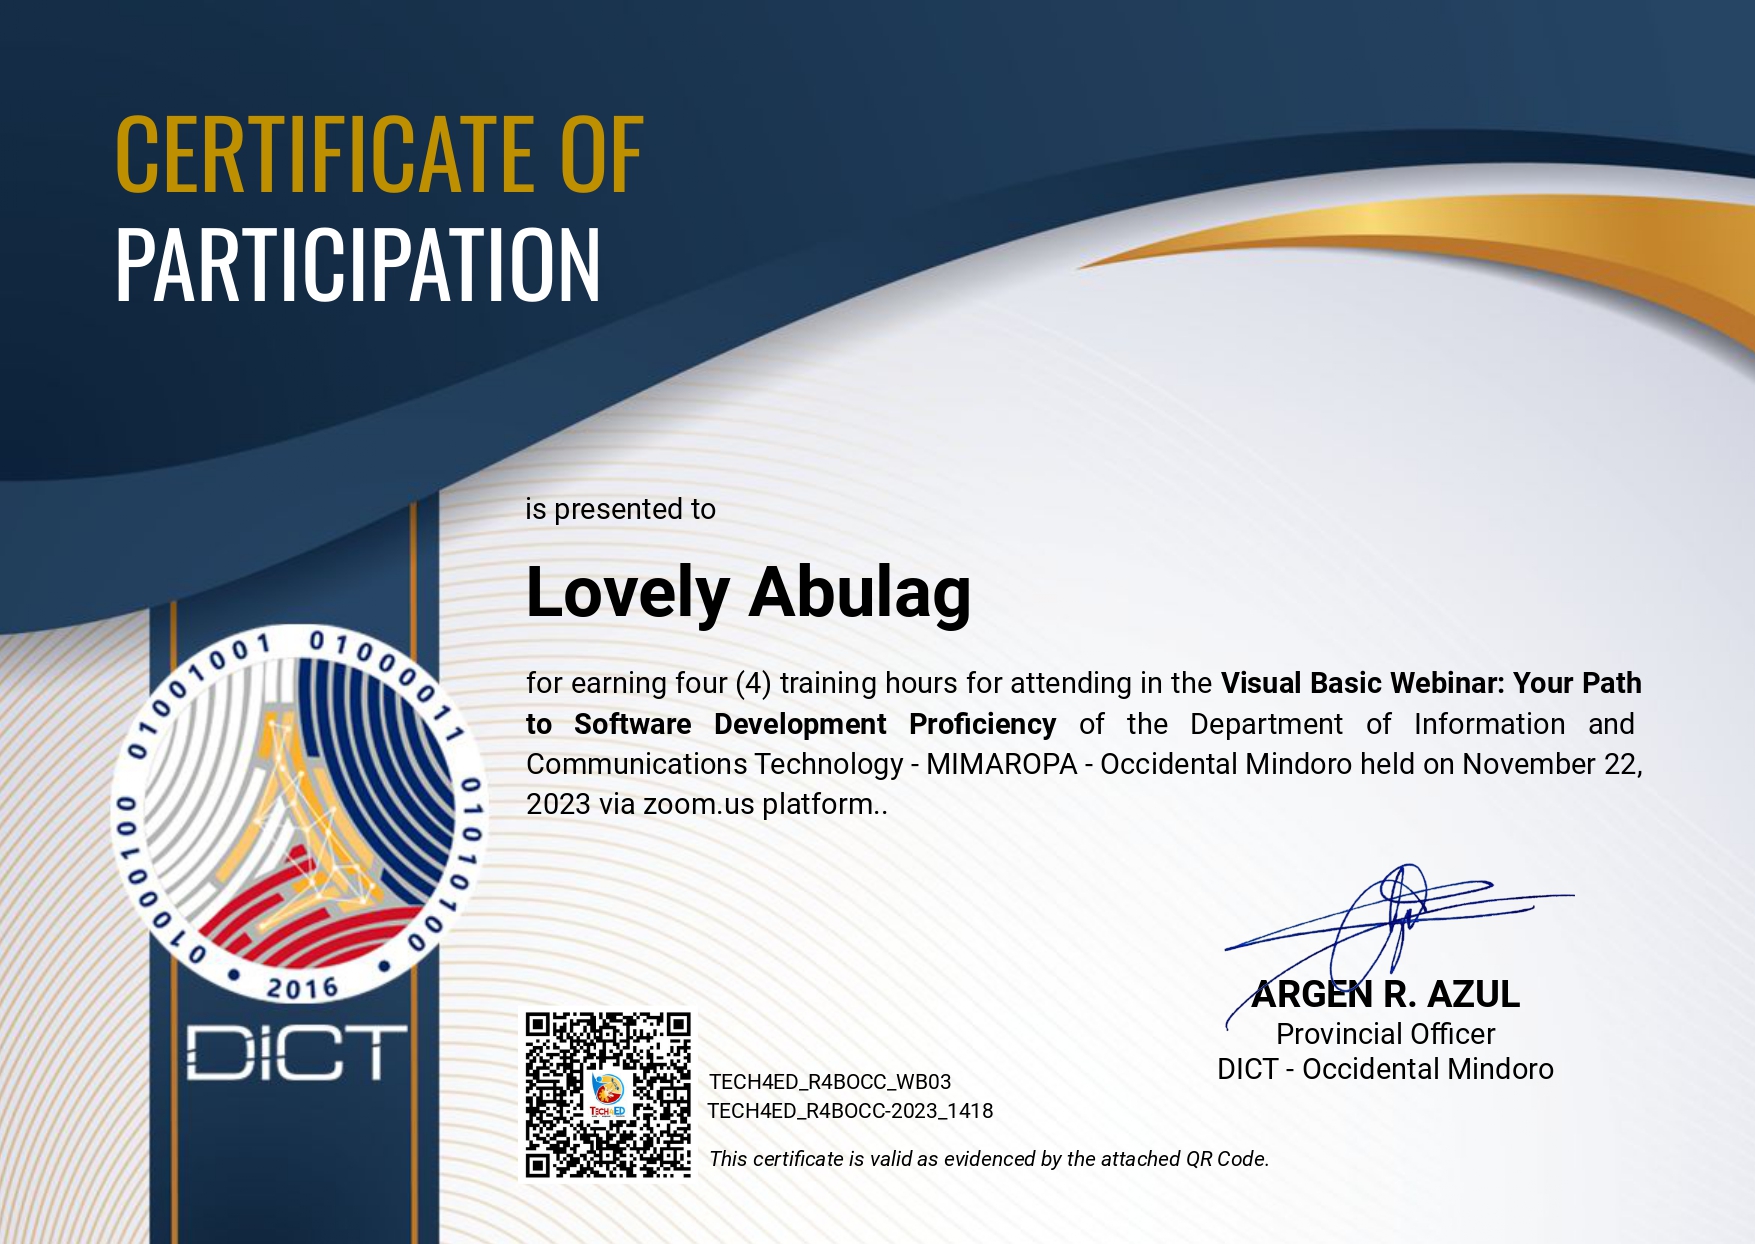 CERTIFICATE OF
PARTICIPATION
is presented to
Lovely Abulag
for earning four (4) training hours for attending in the Visual Basic Webinar: Your Path
to Software Development Proficiency of the Department of Information and
Communications Technology - MIMAROPA - Occidental Mindoro held on November 22,
2023 via zoom.us platform..
01000100 01001001 01000011 01010100
2016
DICT
ARGEN R. AZUL
Provincial Officer
DICT - Occidental Mindoro
TECH4ED
TECH4ED_R4BOCC_WB03
TECH4ED_R4BOCC-2023_1418
This certificate is valid as evidenced by the attached QR Code.